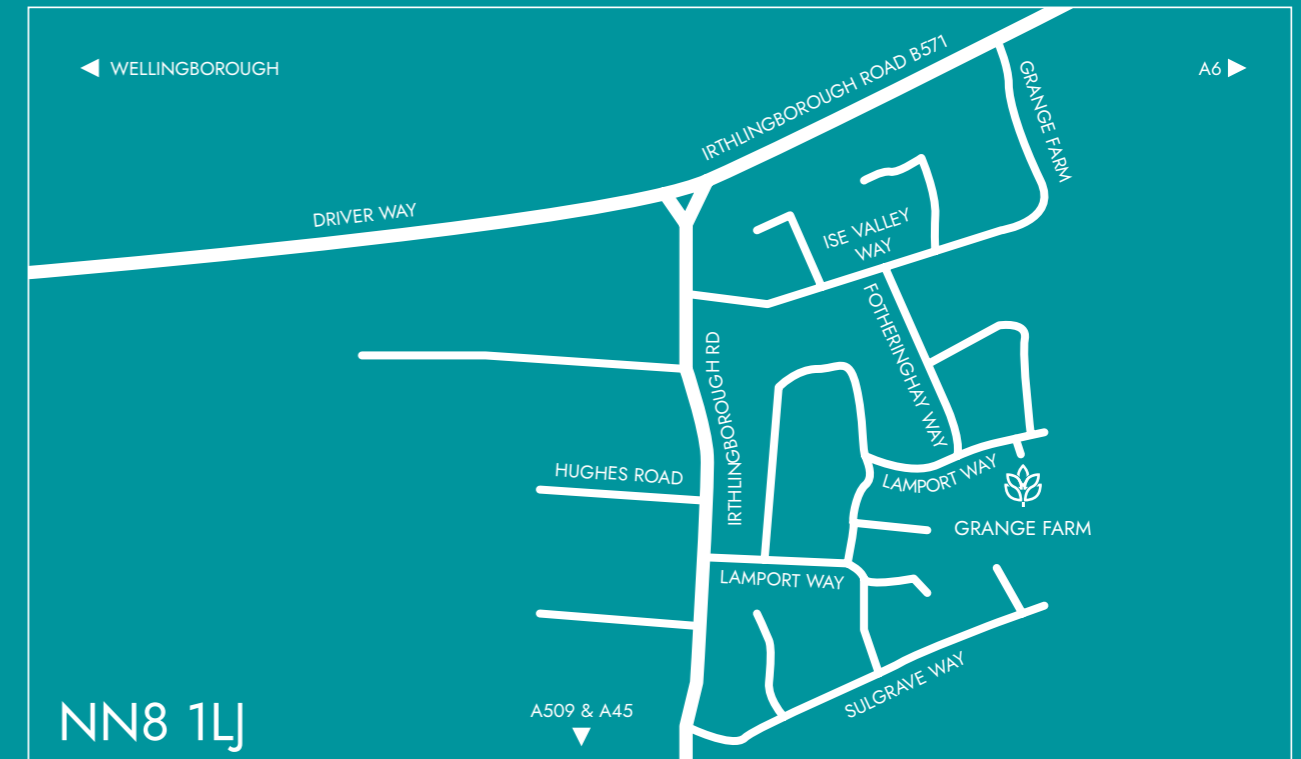 WELLINGBOROUGH
A6
IRTHLINGBOROUGH ROAD B571
GRANGE FARM
DRIVER WAY
ISE VALLEY
WAY
FOTHERINGHAY WAY
IRTHLINGBOROUGH RD
HUGHES ROAD
LAMPORT WAY
GRANGE FARM
LAMPORT WAY
SULGRAVE WAY
A509 & A45
NN8 1LJ